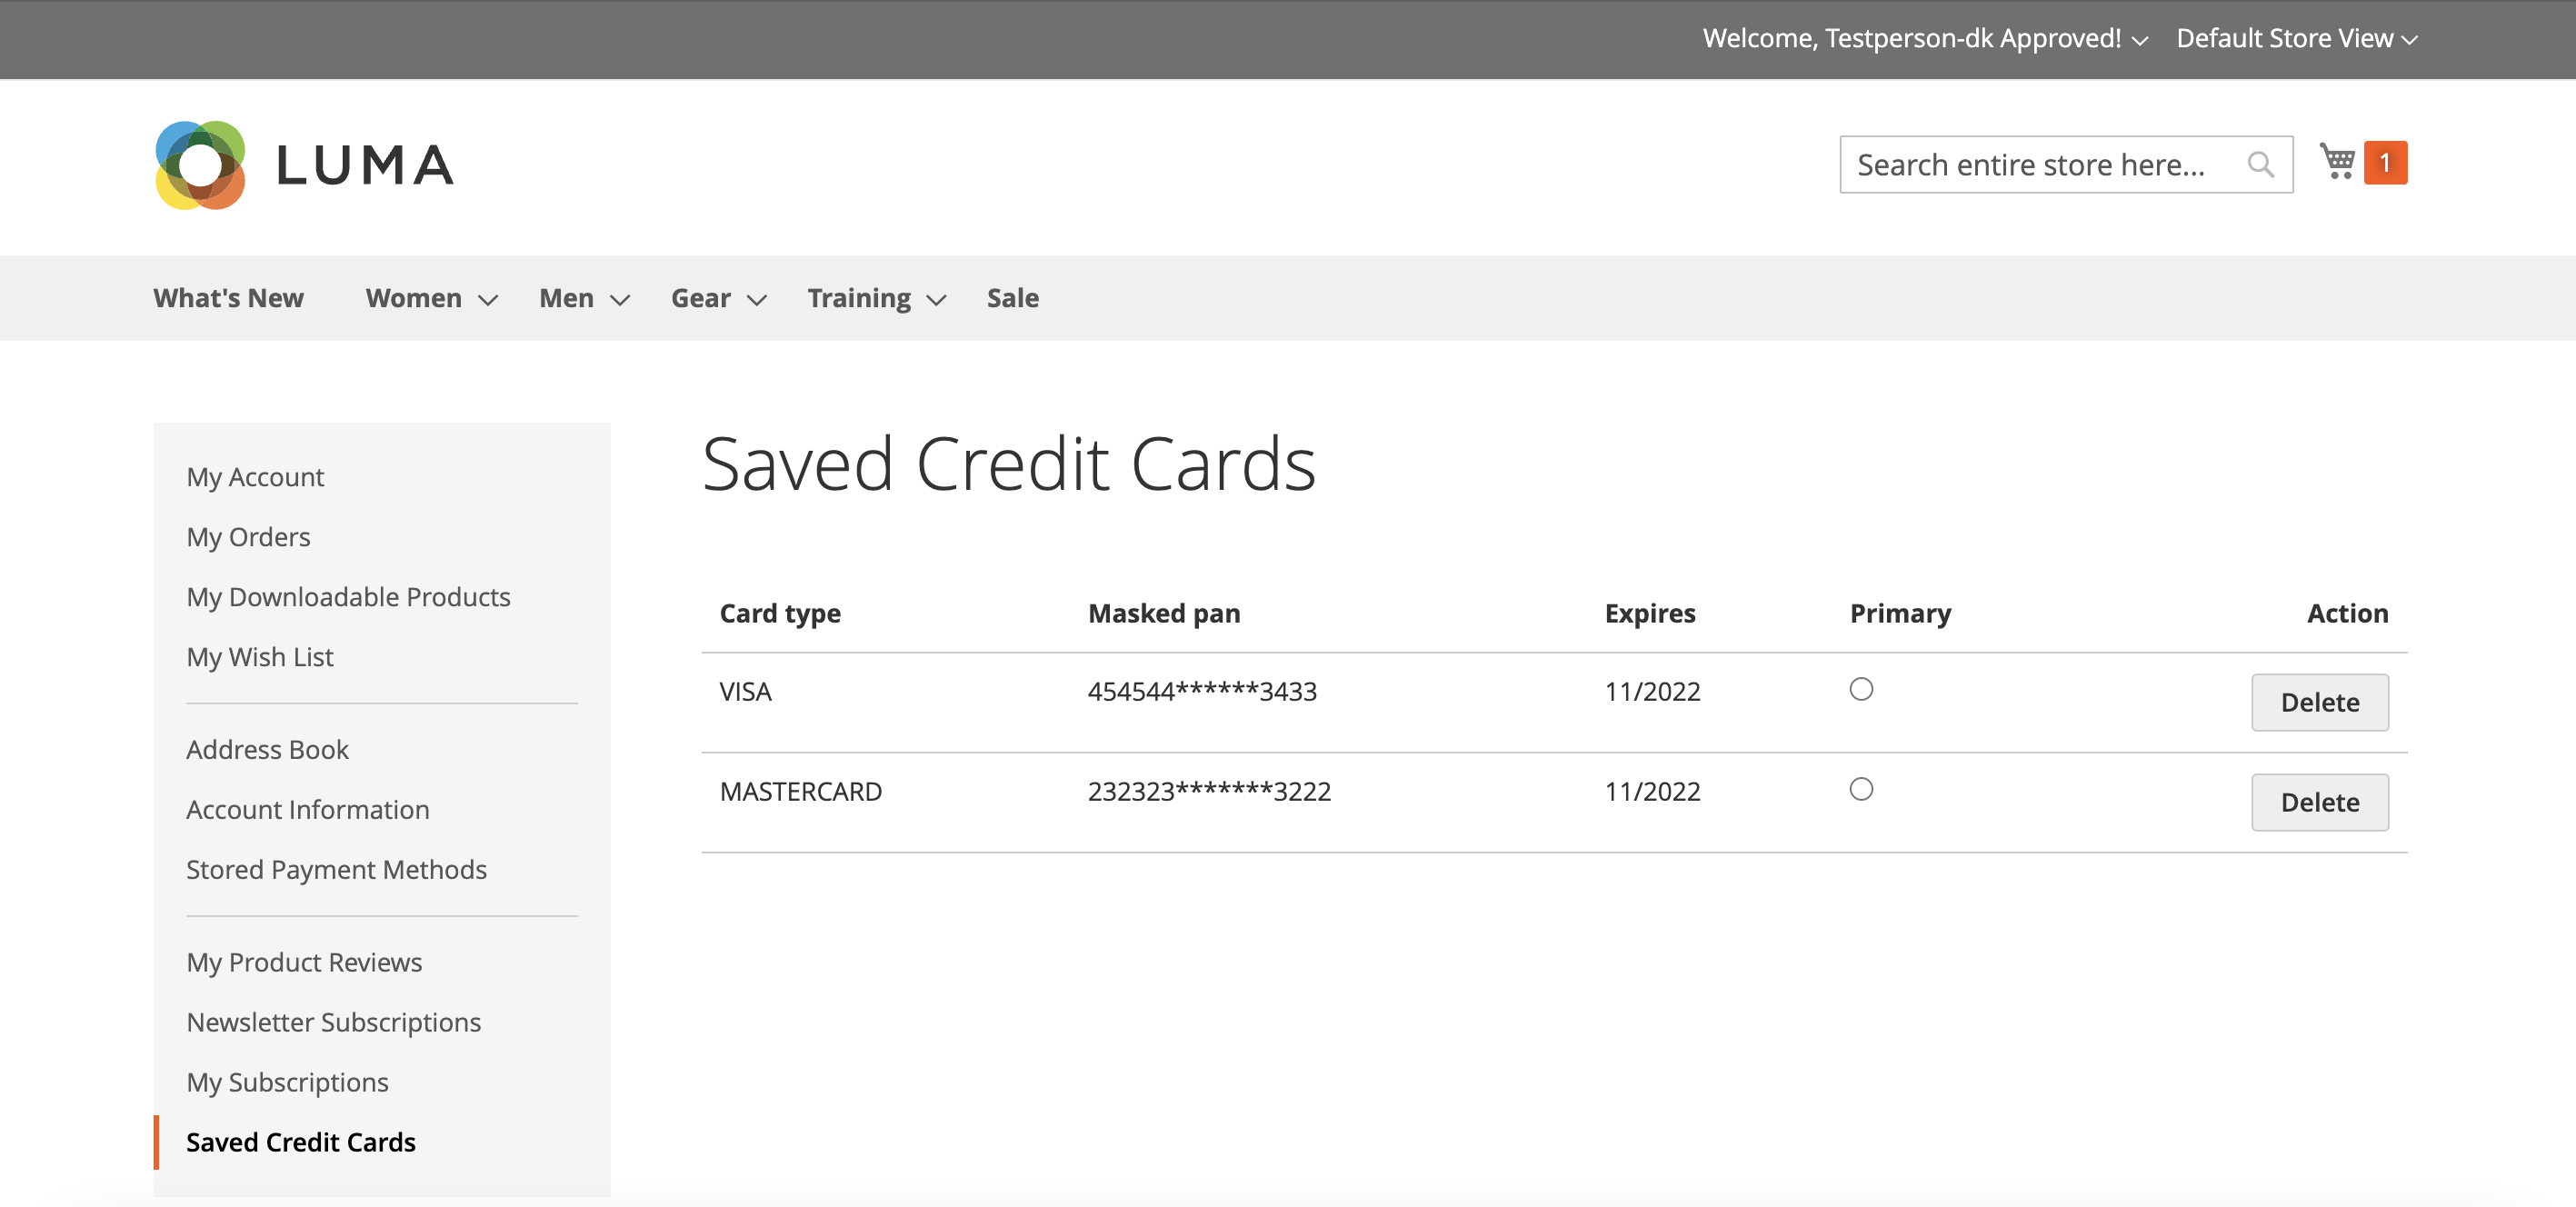 Welcome, Testperson-dk Approved! Default Store View
LUMA
Search entire store here... 1
What's New Women Men Gear Training Sale
My Account
My Orders
My Downloadable Products
My Wish List
Address Book
Account Information
Stored Payment Methods
My Product Reviews
Newsletter Subscriptions
My Subscriptions
Saved Credit Cards
Saved Credit Cards
Card type Masked pan Expires Primary Action
VISA 454544******3433 11/2022 Delete
MASTERCARD 232323*******3222 11/2022 Delete